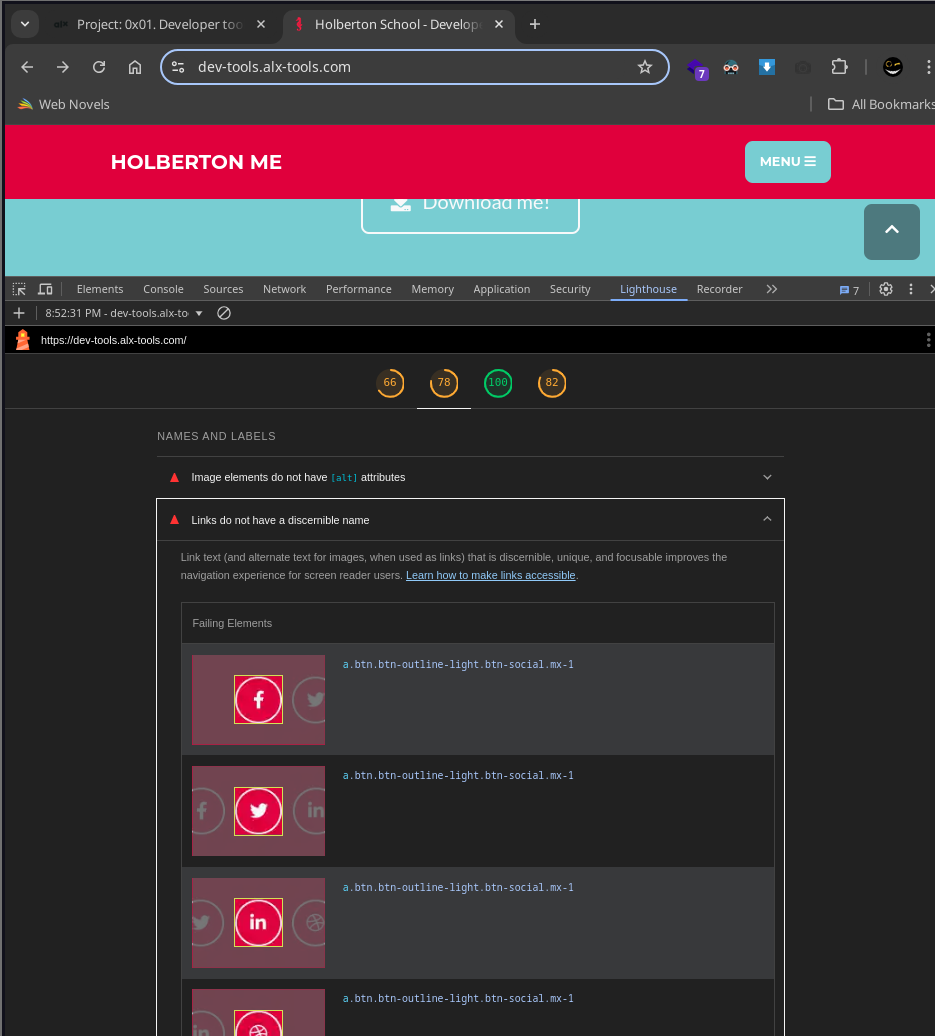 Project: 0x01. Developer too
Holberton School - Develope
dev-tools.alx-tools.com
7
Web Novels
All Bookmarks
HOLBERTON ME
MENU
Download me!
Elements Console Sources Network Performance Memory Application Security Lighthouse Recorder 7
8:52:31 PM - dev-tools.alx-to
https://dev-tools.alx-tools.com/
66 78 100 82
NAMES AND LABELS
Image elements do not have [alt] attributes
Links do not have a discernible name
Link text (and alternate text for images, when used as links) that is discernible, unique, and focusable improves the
navigation experience for screen reader users. Learn how to make links accessible.
Failing Elements
a.btn.btn-outline-light.btn-social.mx-1
a.btn.btn-outline-light.btn-social.mx-1
a.btn.btn-outline-light.btn-social.mx-1
a.btn.btn-outline-light.btn-social.mx-1